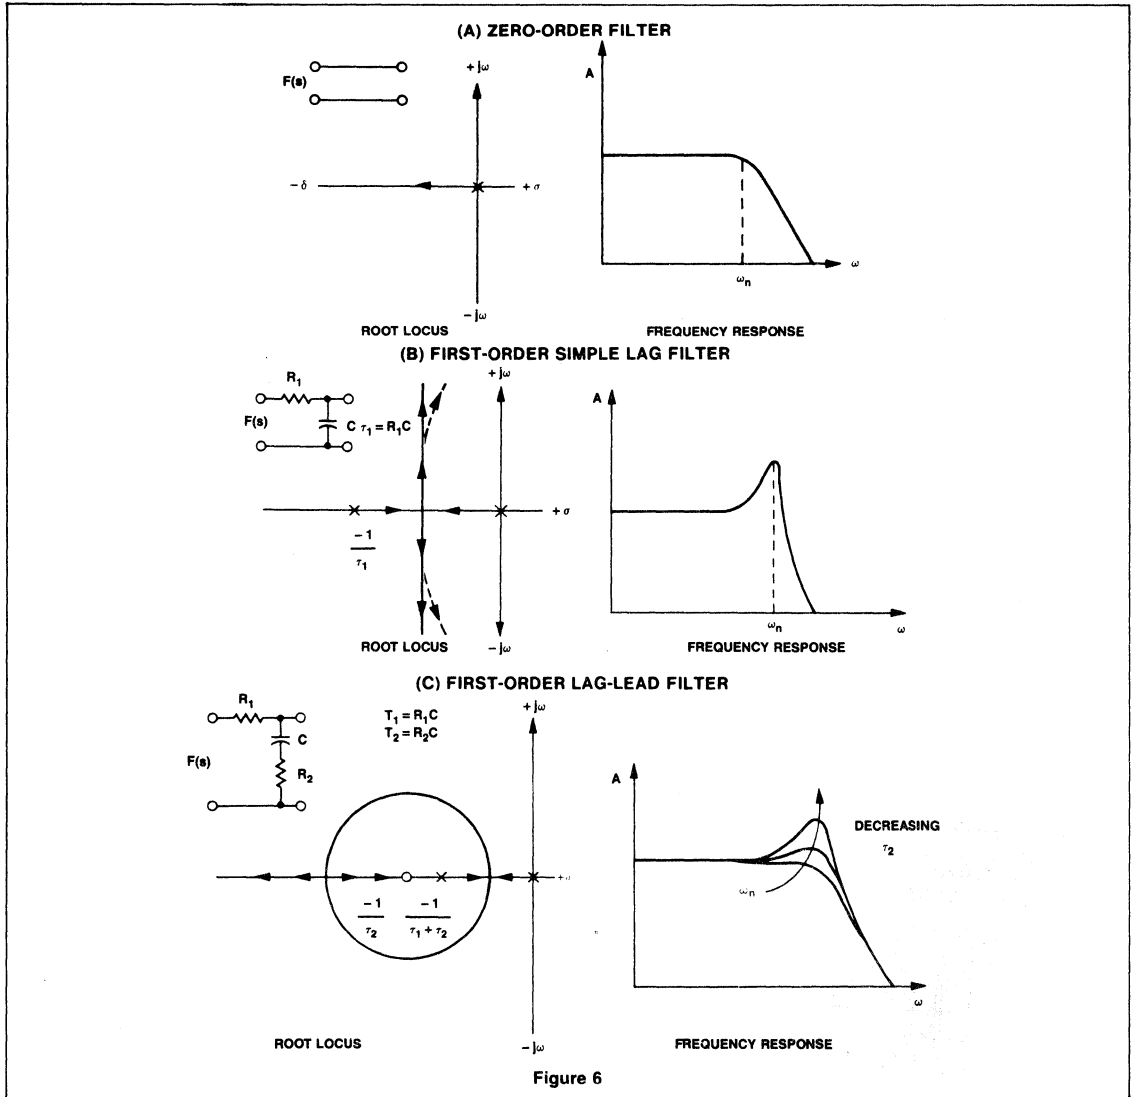 (A) ZERO-ORDER FILTER
F(s)
+ jω
− δ
+ σ
− jω
ROOT LOCUS
A
ω
ωn
FREQUENCY RESPONSE
(B) FIRST-ORDER SIMPLE LAG FILTER
R1
F(s)
C τ1 = R1C
+ jω
+ σ
−1
τ1
− jω
ROOT LOCUS
A
ωn
ω
FREQUENCY RESPONSE
(C) FIRST-ORDER LAG-LEAD FILTER
R1
C
R2
F(s)
T1 = R1C
T2 = R2C
+ jω
+ σ
−1
τ2
−1
τ1 + τ2
− jω
ROOT LOCUS
A
DECREASING
τ2
ωn
ω
FREQUENCY RESPONSE
Figure 6